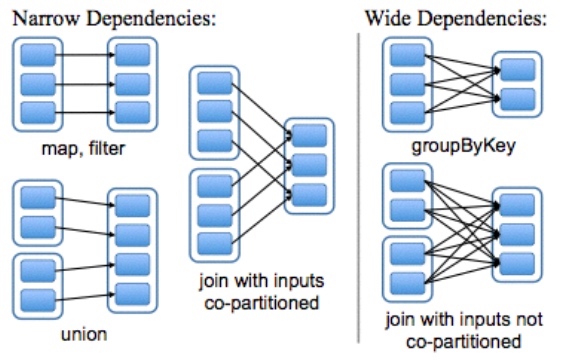 Narrow Dependencies:
Wide Dependencies:
map, filter
groupByKey
join with inputs
co-partitioned
union
join with inputs not
co-partitioned